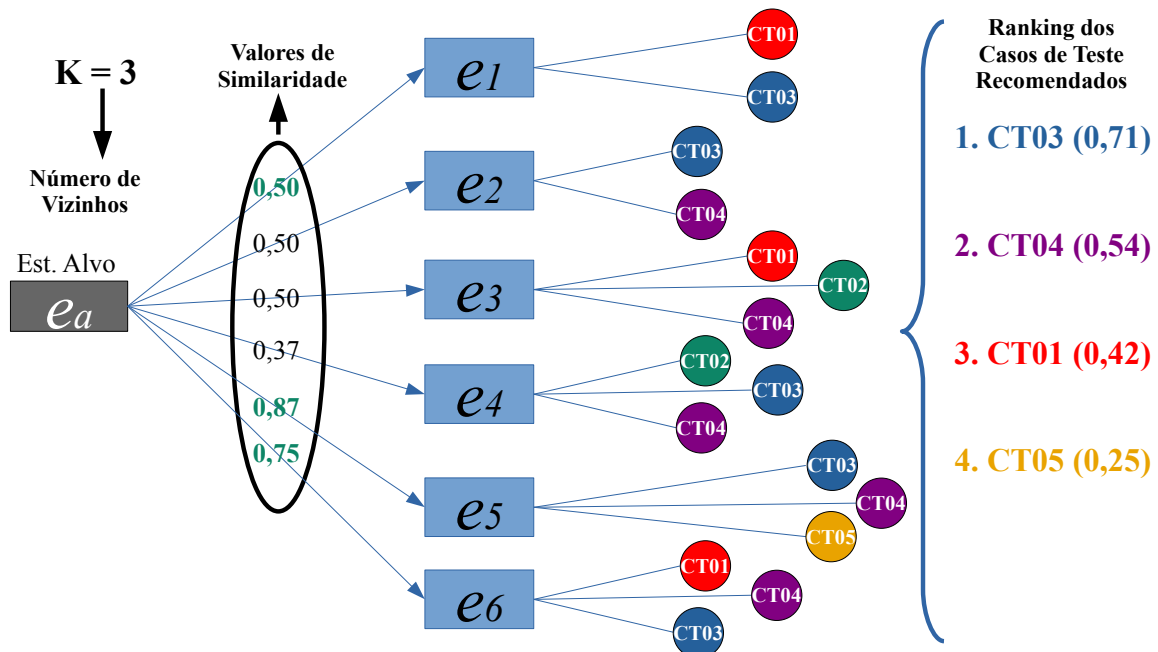 K = 3
Número de
Vizinhos
Valores de
Similaridade
0,50
0,50
0,50
0,37
0,87
0,75
Est. Alvo
ea
e1
CT01
CT03
e2
CT03
CT04
e3
CT01
CT02
CT04
e4
CT02
CT03
CT04
e5
CT03
CT04
CT05
e6
CT01
CT04
CT03
Ranking dos
Casos de Teste
Recomendados
1. CT03 (0,71)
2. CT04 (0,54)
3. CT01 (0,42)
4. CT05 (0,25)